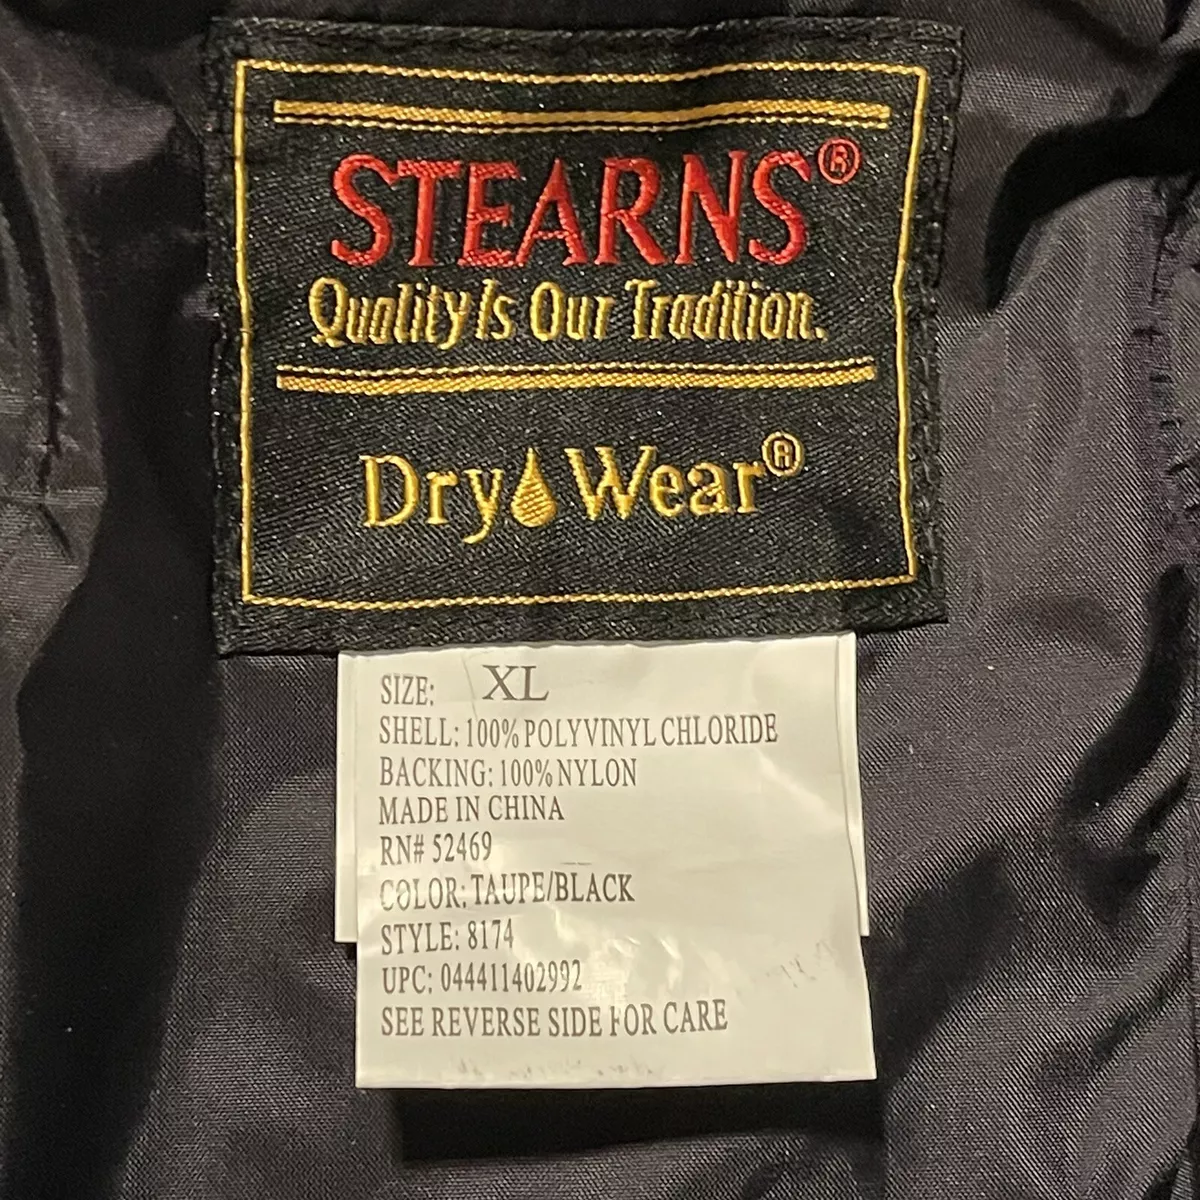 STEARNS®
Quality Is Our Tradition.
Dry Wear®
SIZE: XL
SHELL: 100% POLYVINYL CHLORIDE
BACKING: 100% NYLON
MADE IN CHINA
RN# 52469
COLOR: TAUPE/BLACK
STYLE: 8174
UPC: 044411402992
SEE REVERSE SIDE FOR CARE